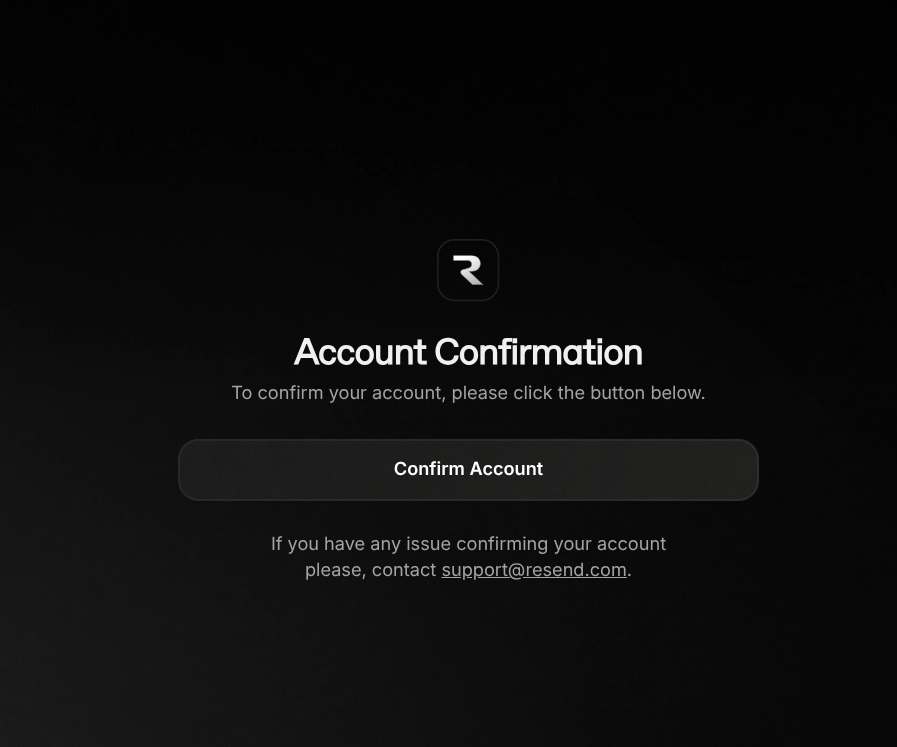 Account Confirmation
To confirm your account, please click the button below.
Confirm Account
If you have any issue confirming your account
please, contact support@resend.com.